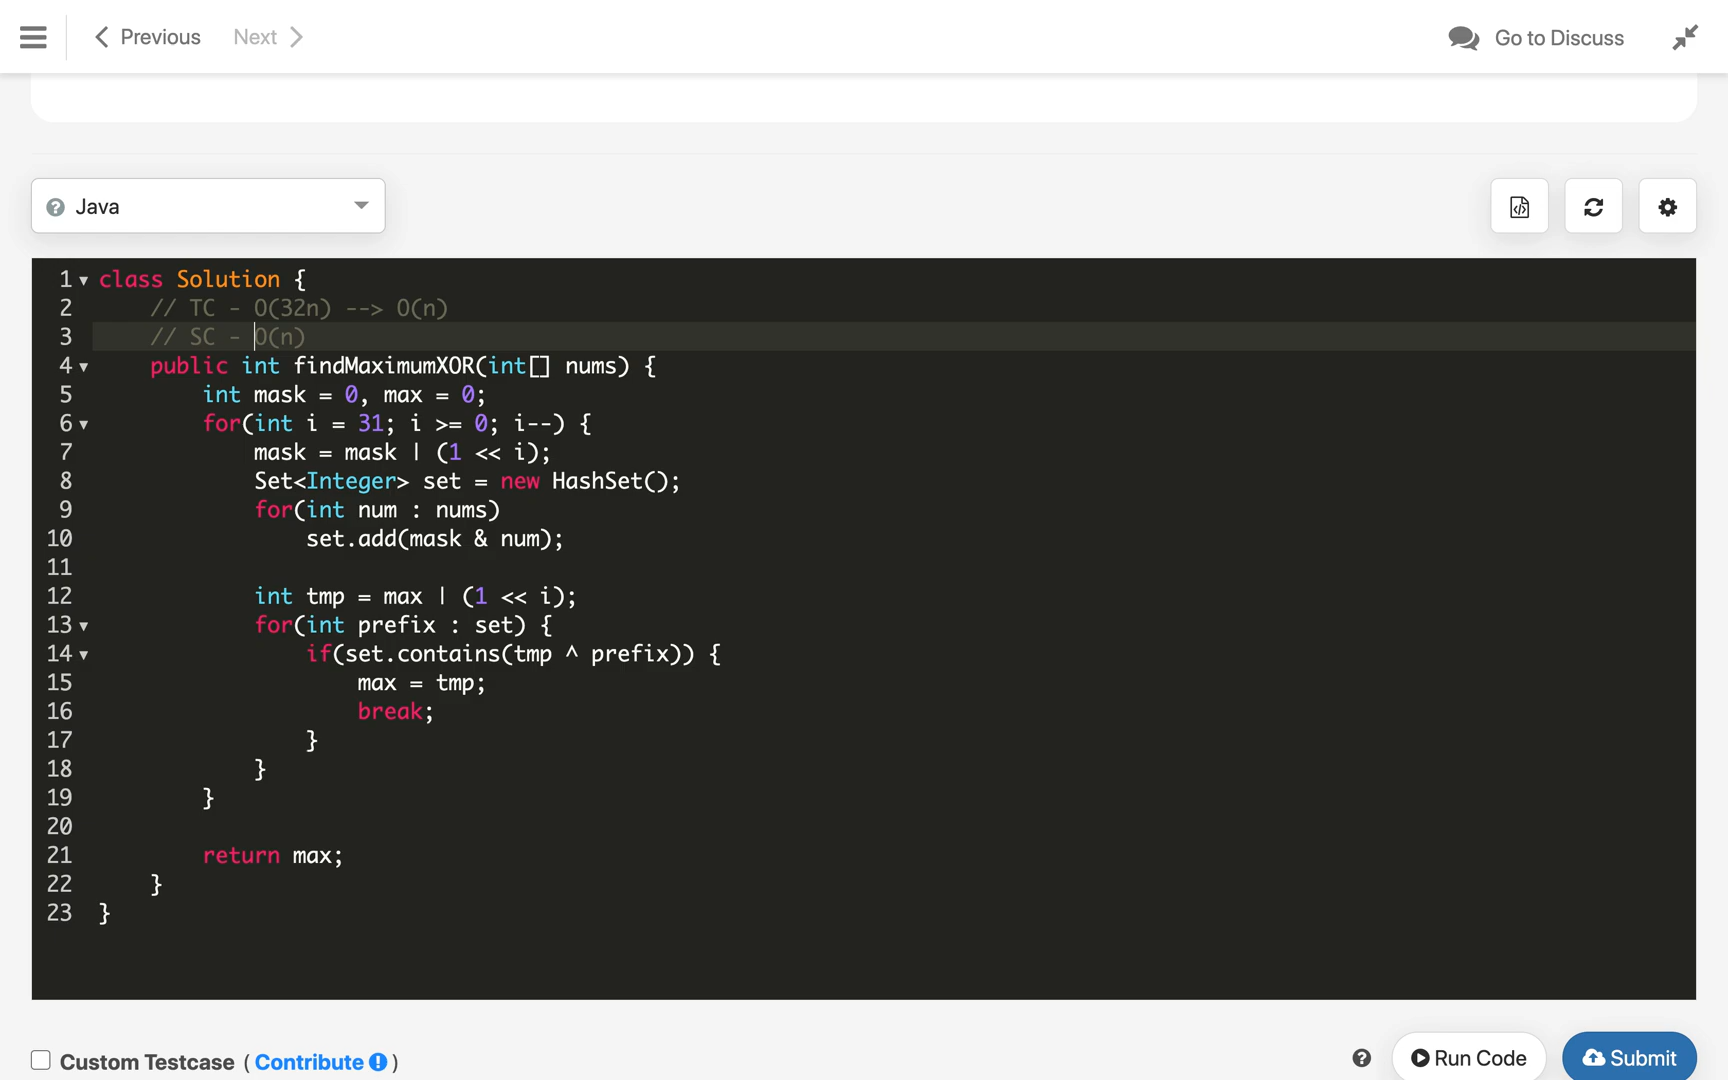 Previous Next Go to Discuss
Java
1 class Solution {
2 // TC - O(32n) --> O(n)
3 // SC - O(n)
4 public int findMaximumXOR(int[] nums) {
5 int mask = 0, max = 0;
6 for(int i = 31; i >= 0; i--) {
7 mask = mask | (1 << i);
8 Set<Integer> set = new HashSet();
9 for(int num : nums)
10 set.add(mask & num);
11
12 int tmp = max | (1 << i);
13 for(int prefix : set) {
14 if(set.contains(tmp ^ prefix)) {
15 max = tmp;
16 break;
17 }
18 }
19 }
20
21 return max;
22 }
23 }
Custom Testcase ( Contribute ) Run Code Submit